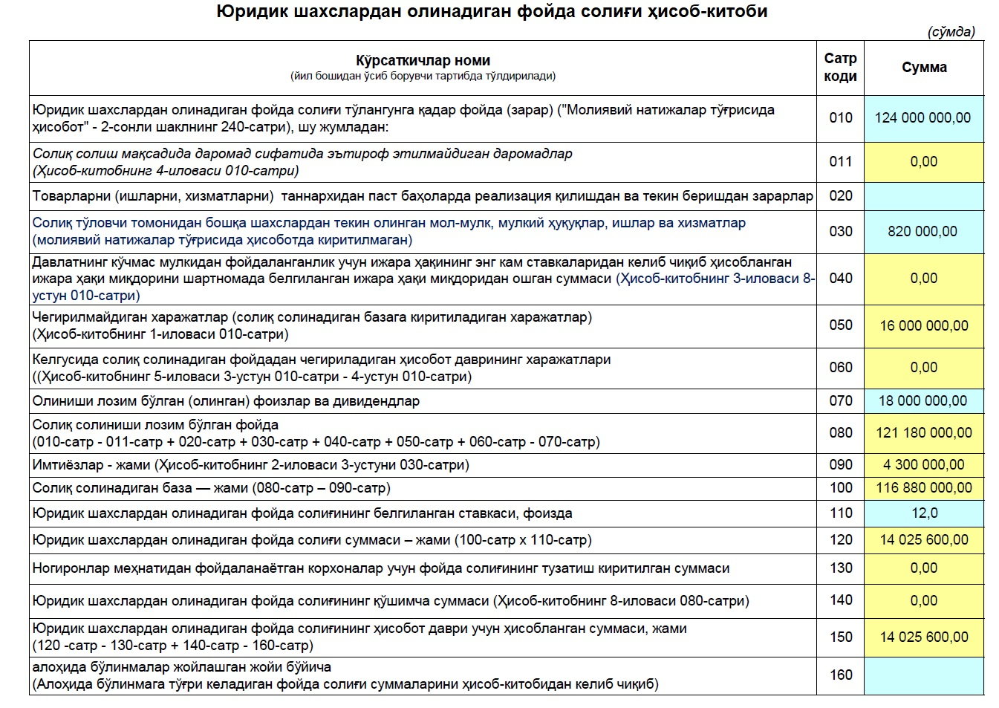 Юридик шахслардан олинадиган фойда солиғи ҳисоб-китоби
(сўмда)
Кўрсаткичлар номи
(йил бошидан ўсиб борувчи тартибда тўлдирилади)
Сатр
коди
Сумма
Юридик шахслардан олинадиган фойда солиғи тўлангунга қадар фойда (зарар) ("Молиявий натижалар тўғрисида
ҳисобот" - 2-сонли шаклнинг 240-сатри), шу жумладан:
010
124 000 000,00
Солиқ солиш мақсадида даромад сифатида эътироф этилмайдиган даромадлар
(Ҳисоб-китобнинг 4-иловаси 010-сатри)
011
0,00
Товарларни (ишларни, хизматларни) таннархидан паст баҳоларда реализация қилишдан ва текин беришдан зарарлар
020
Солиқ тўловчи томонидан бошқа шахслардан текин олинган мол-мулк, мулкий ҳуқуқлар, ишлар ва хизматлар
(молиявий натижалар тўғрисида ҳисоботда киритилмаган)
030
820 000,00
Давлатнинг кўчмас мулкидан фойдаланганлик учун ижара ҳақининг энг кам ставкаларидан келиб чиқиб ҳисобланган
ижара ҳақи миқдорини шартномада белгиланган ижара ҳақи миқдоридан ошган суммаси (Ҳисоб-китобнинг 3-иловаси 8-
устун 010-сатри)
040
0,00
Чегирилмайдиган харажатлар (солиқ солинадиган базага киритиладиган харажатлар)
(Ҳисоб-китобнинг 1-иловаси 010-сатри)
050
16 000 000,00
Келгусида солиқ солинадиган фойдадан чегириладиган ҳисобот даврининг харажатлари
((Ҳисоб-китобнинг 5-иловаси 3-устун 010-сатри - 4-устун 010-сатри)
060
0,00
Олиниши лозим бўлган (олинган) фоизлар ва дивидендлар
070
18 000 000,00
Солиқ солиниши лозим бўлган фойда
(010-сатр - 011-сатр + 020-сатр + 030-сатр + 040-сатр + 050-сатр + 060-сатр - 070-сатр)
080
121 180 000,00
Имтиёзлар - жами (Ҳисоб-китобнинг 2-иловаси 3-устуни 030-сатри)
090
4 300 000,00
Солиқ солинадиган база — жами (080-сатр – 090-сатр)
100
116 880 000,00
Юридик шахслардан олинадиган фойда солиғининг белгиланган ставкаси, фоизда
110
12,0
Юридик шахслардан олинадиган фойда солиғи суммаси – жами (100-сатр х 110-сатр)
120
14 025 600,00
Ногиронлар меҳнатидан фойдаланаётган корхоналар учун фойда солиғининг тузатиш киритилган суммаси
130
0,00
Юридик шахслардан олинадиган фойда солиғининг қўшимча суммаси (Ҳисоб-китобнинг 8-иловаси 080-сатри)
140
0,00
Юридик шахслардан олинадиган фойда солиғининг ҳисобот даври учун ҳисобланган суммаси, жами
(120 -сатр - 130-сатр + 140-сатр - 160-сатр)
150
14 025 600,00
алоҳида бўлинмалар жойлашган жойи бўйича
(Алоҳида бўлинмага тўғри келадиган фойда солиғи суммаларини ҳисоб-китобидан келиб чиқиб)
160